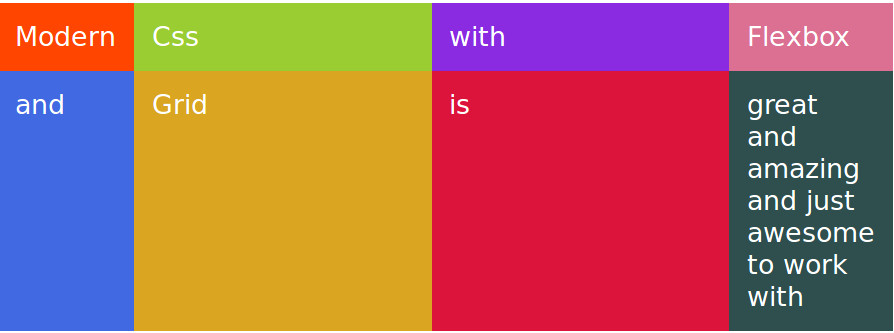 Modern Css with Flexbox
and Grid is great
and
amazing
and just
awesome
to work
with